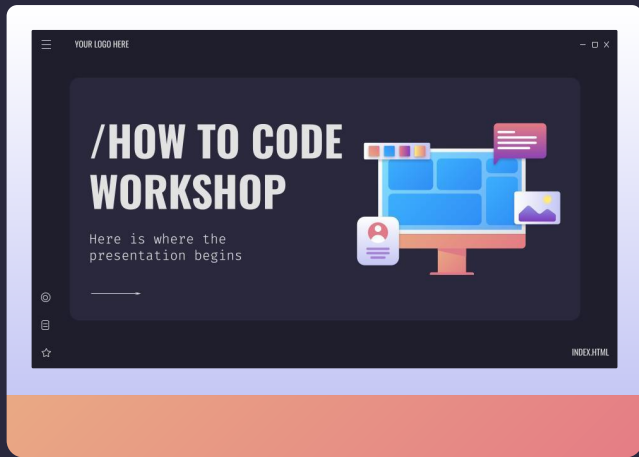 YOUR LOGO HERE
/HOW TO CODE
WORKSHOP
Here is where the
presentation begins
INDEX.HTML